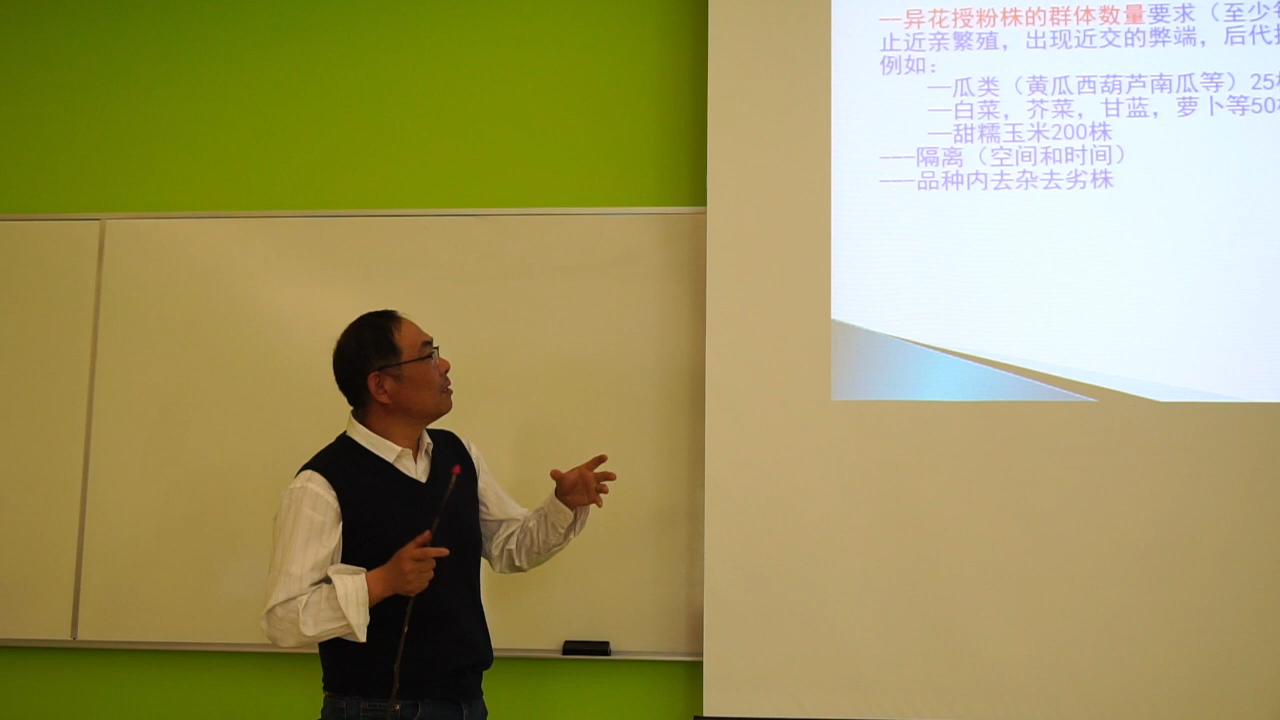 --异花授粉株的群体数量要求（至少
止近亲繁殖，出现近交的弊端，后代
例如：
—瓜类（黄瓜西葫芦南瓜等）25
—白菜，芥菜，甘蓝，萝卜等50
—甜糯玉米200株
---隔离（空间和时间）
---品种内去杂去劣株